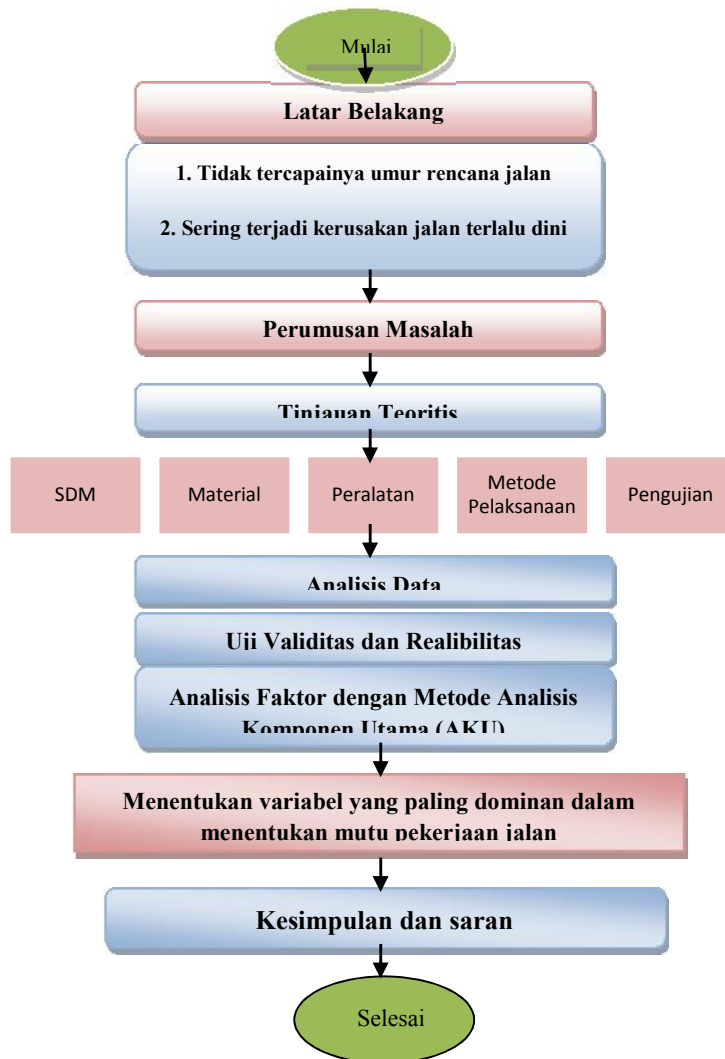 Mulai
Latar Belakang
1. Tidak tercapainya umur rencana jalan
2. Sering terjadi kerusakan jalan terlalu dini
Perumusan Masalah
Tinjauan Teoritis
SDM
Material
Peralatan
Metode
Pelaksanaan
Pengujian
Analisis Data
Uji Validitas dan Realibilitas
Analisis Faktor dengan Metode Analisis
Komponen Utama (AKU)
Menentukan variabel yang paling dominan dalam
menentukan mutu pekerjaan jalan
Kesimpulan dan saran
Selesai